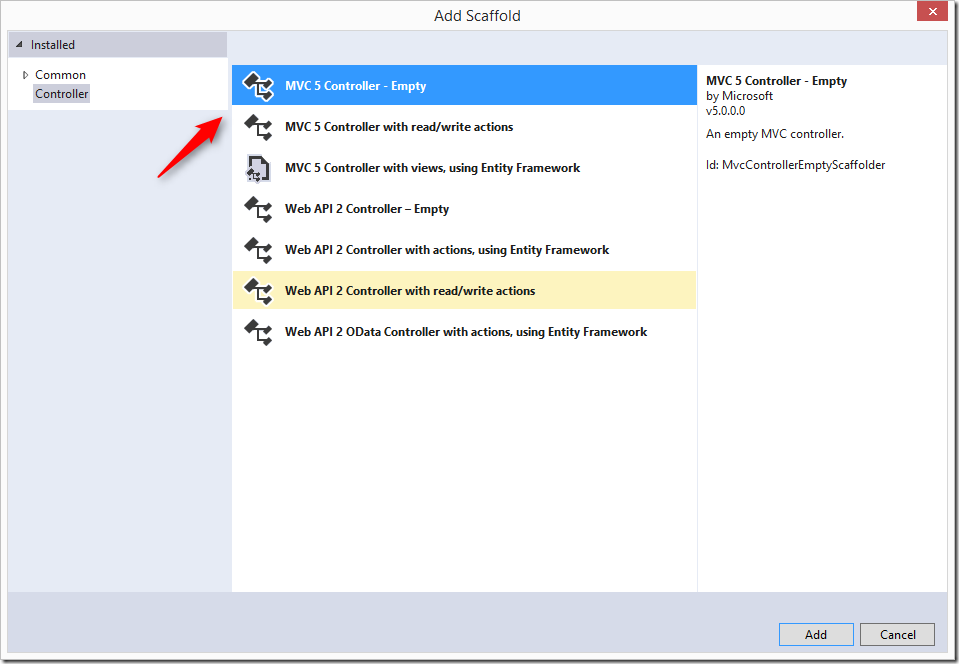 Add Scaffold
Installed
Common
Controller
MVC 5 Controller - Empty
MVC 5 Controller with read/write actions
MVC 5 Controller with views, using Entity Framework
Web API 2 Controller – Empty
Web API 2 Controller with actions, using Entity Framework
Web API 2 Controller with read/write actions
Web API 2 OData Controller with actions, using Entity Framework
MVC 5 Controller - Empty
by Microsoft
v5.0.0.0
An empty MVC controller.
Id: MvcControllerEmptyScaffolder
Add
Cancel